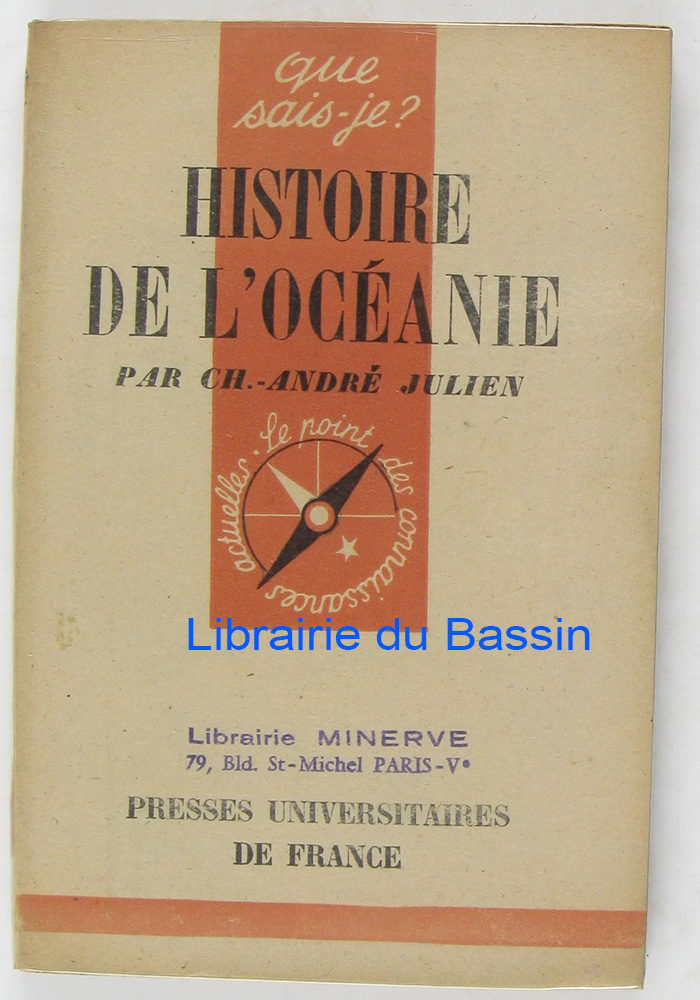 que
sais-je?
HISTOIRE
DE L'OCÉANIE
PAR CH.-ANDRÉ JULIEN
Le point des connaissances actuelles.
Librairie du Bassin
Librairie MINERVE
79, Bld. St-Michel PARIS-Ve
PRESSES UNIVERSITAIRES
DE FRANCE